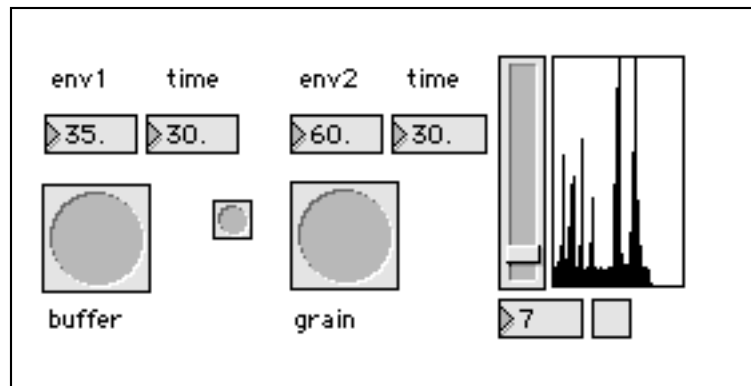 env1 time env2 time
35. 30. 60. 30.
buffer grain 7